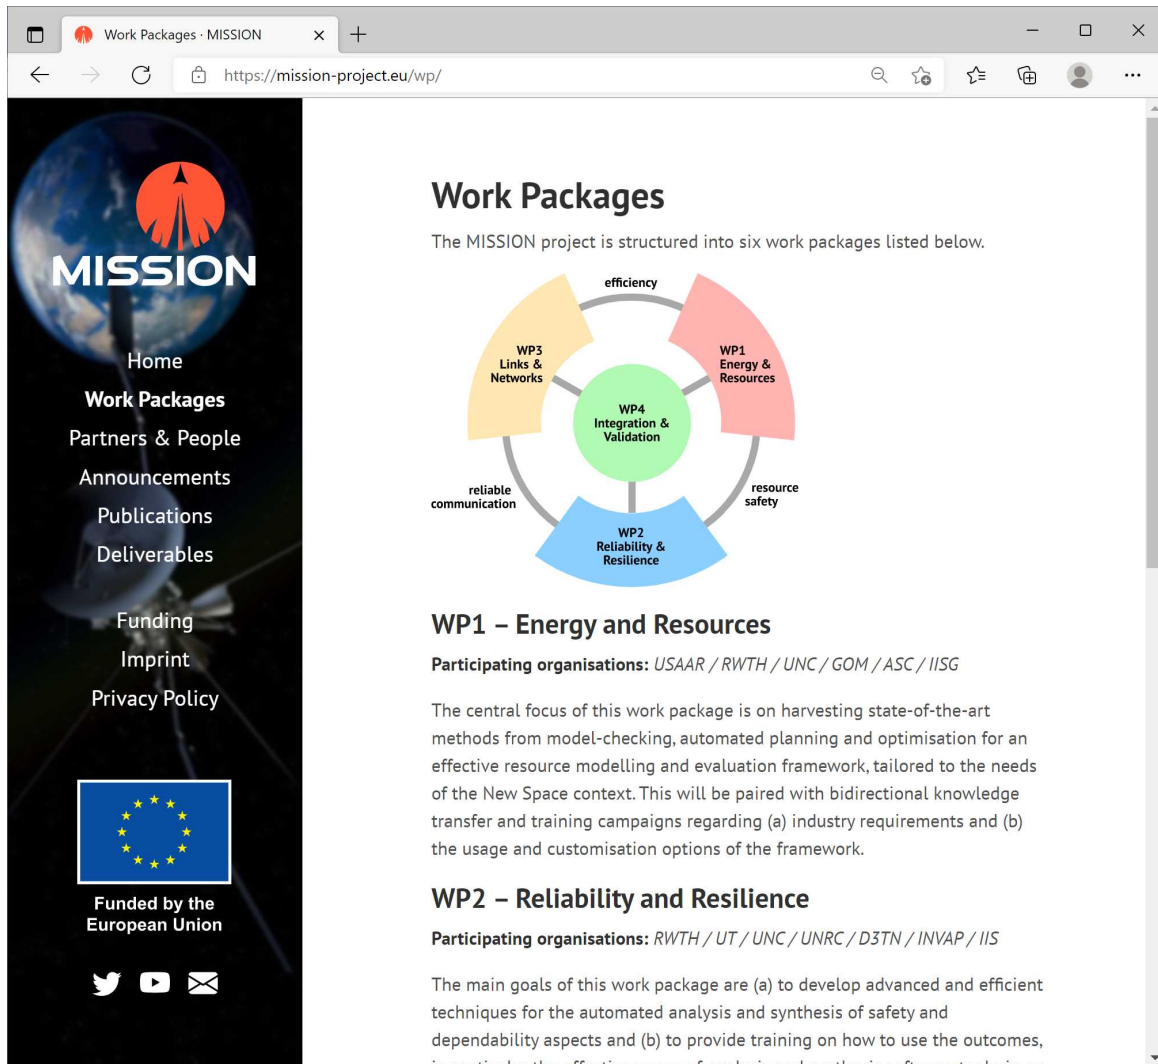 Work Packages · MISSION
https://mission-project.eu/wp/
MISSION
Home
Work Packages
Partners & People
Announcements
Publications
Deliverables
Funding
Imprint
Privacy Policy
Funded by the
European Union
Work Packages
The MISSION project is structured into six work packages listed below.
efficiency
WP3
Links &
Networks
WP1
Energy &
Resources
WP4
Integration &
Validation
reliable
communication
resource
safety
WP2
Reliability &
Resilience
WP1 – Energy and Resources
Participating organisations: USAAR / RWTH / UNC / GOM / ASC / IISG
The central focus of this work package is on harvesting state-of-the-art
methods from model-checking, automated planning and optimisation for an
effective resource modelling and evaluation framework, tailored to the needs
of the New Space context. This will be paired with bidirectional knowledge
transfer and training campaigns regarding (a) industry requirements and (b)
the usage and customisation options of the framework.
WP2 – Reliability and Resilience
Participating organisations: RWTH / UT / UNC / UNRC / D3TN / INVAP / IIS
The main goals of this work package are (a) to develop advanced and efficient
techniques for the automated analysis and synthesis of safety and
dependability aspects and (b) to provide training on how to use the outcomes,